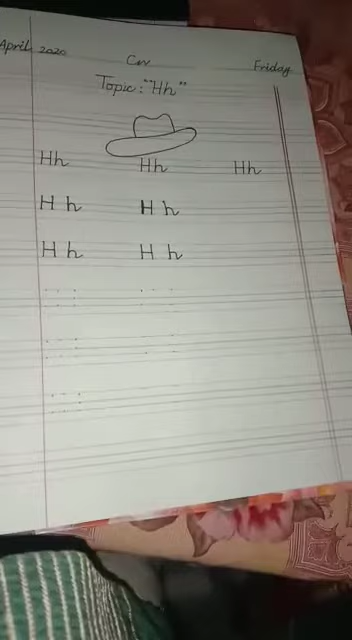 April 2020 Cw Friday
Topic: "Hh"
Hh Hh Hh
H h H h
H h H h